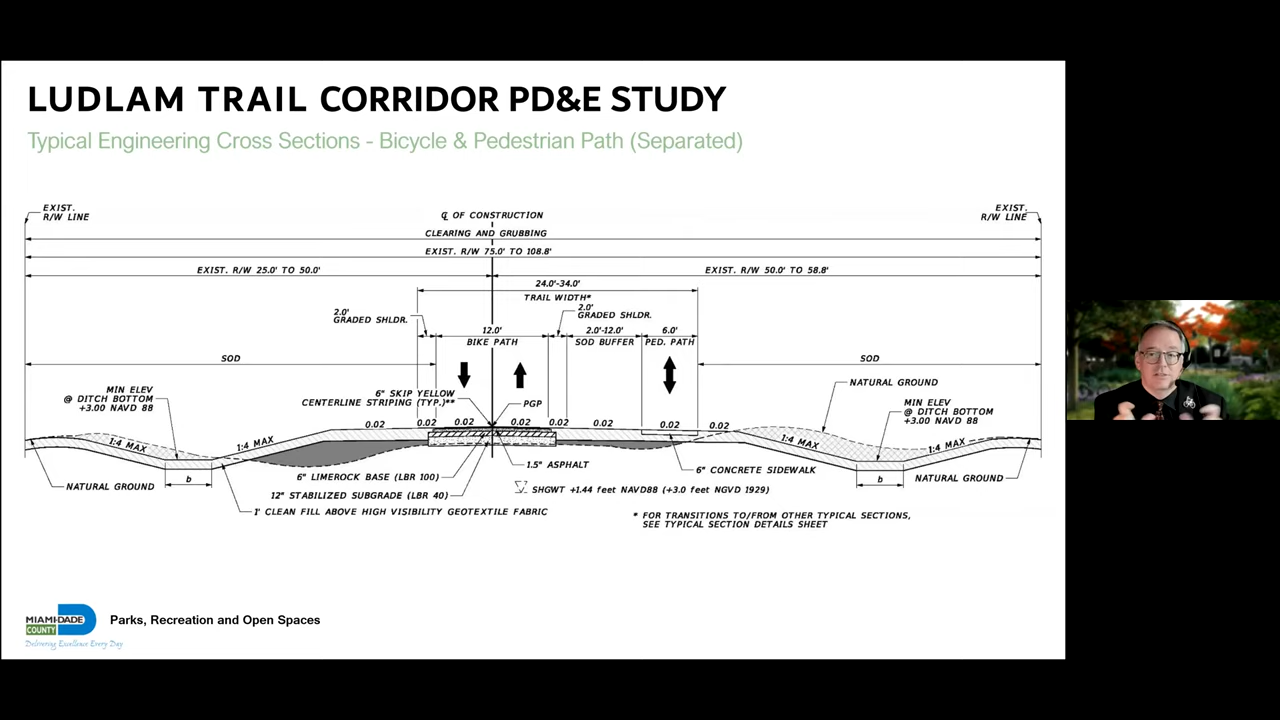 LUDLAM TRAIL CORRIDOR PD&E STUDY
Typical Engineering Cross Sections - Bicycle & Pedestrian Path (Separated)
EXIST.
R/W LINE
℄ OF CONSTRUCTION
EXIST.
R/W LINE
CLEARING AND GRUBBING
EXIST. R/W 75.0' TO 108.8'
EXIST. R/W 25.0' TO 50.0'
EXIST. R/W 50.0' TO 58.8'
24.0'-34.0'
TRAIL WIDTH*
2.0'
GRADED SHLDR.
2.0'
GRADED SHLDR.
12.0'
BIKE PATH
2.0'-12.0'
SOD BUFFER
6.0'
PED. PATH
SOD
SOD
MIN ELEV
@ DITCH BOTTOM
+3.00 NAVD 88
6" SKIP YELLOW
CENTERLINE STRIPING (TYP.)**
PGP
NATURAL GROUND
MIN ELEV
@ DITCH BOTTOM
+3.00 NAVD 88
0.02
0.02
0.02
0.02
0.02
0.02
0.02
0.02
1:4 MAX
1:4 MAX
1:4 MAX
1:4 MAX
NATURAL GROUND
b
6" LIMEROCK BASE (LBR 100)
12" STABILIZED SUBGRADE (LBR 40)
1' CLEAN FILL ABOVE HIGH VISIBILITY GEOTEXTILE FABRIC
1.5" ASPHALT
SHGWT +1.44 feet NAVD88 (+3.0 feet NGVD 1929)
6" CONCRETE SIDEWALK
b
NATURAL GROUND
* FOR TRANSITIONS TO/FROM OTHER TYPICAL SECTIONS,
SEE TYPICAL SECTION DETAILS SHEET
MIAMI-DADE
COUNTY
Delivering Excellence Every Day
Parks, Recreation and Open Spaces